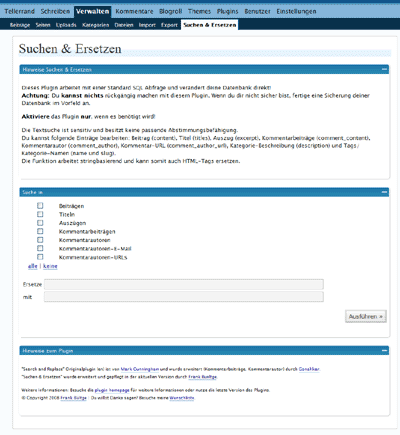 Tellerrand Schreiben Verwalten Kommentare Blogroll Themes Plugins Benutzer Einstellungen
Beiträge Seiten Uploads Kategorien Dateien Import Export Suchen & Ersetzen
Suchen & Ersetzen
Hinweise Suchen & Ersetzen
Dieses Plugin arbeitet mit einer Standard SQL Abfrage und verändert deine Datenbank direkt!
Achtung: Du kannst nichts rückgängig machen mit diesem Plugin. Wenn du dir nicht sicher bist, fertige eine Sicherung deiner
Datenbank im Vorfeld an.
Aktiviere das Plugin nur, wenn es benötigt wird!
Die Textsuche ist sensitiv und besitzt keine passende Abstimmungsbefähigung.
Du kannst folgende Einträge bearbeiten: Beitrag (content), Titel (titles), Auszug (excerpt), Kommentarbeiträge (comment_content),
Kommentarautor (comment_author), Kommentar-URL (comment_author_url), Kategorie-Beschreibung (description) und Tags/
Kategorie-Namen (name und slug).
Die Funktion arbeitet stringbasierend und kann somit auch HTML-Tags ersetzen.
Suche in
Beiträgen
Titeln
Auszügen
Kommentarbeiträgen
Kommentarautoren
Kommentarautoren-E-Mail
Kommentarautoren-URLs
alle | keine
Ersetze
mit
Ausführen »
Hinweise zum Plugin
"Search and Replace" Originalplugin (en) ist von Mark Cunningham und wurde erweitert (Kommentarbeiträge, Kommentarautor) durch Gonahkar.
"Suchen & Ersetzen" wurde erweitert und gepflegt in der aktuellen Version durch Frank Bueltge.
Weitere Informationen: Besuche die plugin homepage für weitere Informationen oder nutze die letzte Version des Plugins.
© Copyright 2008 Frank Bültge | Du willst Danke sagen? Besuche meine Wunschliste.